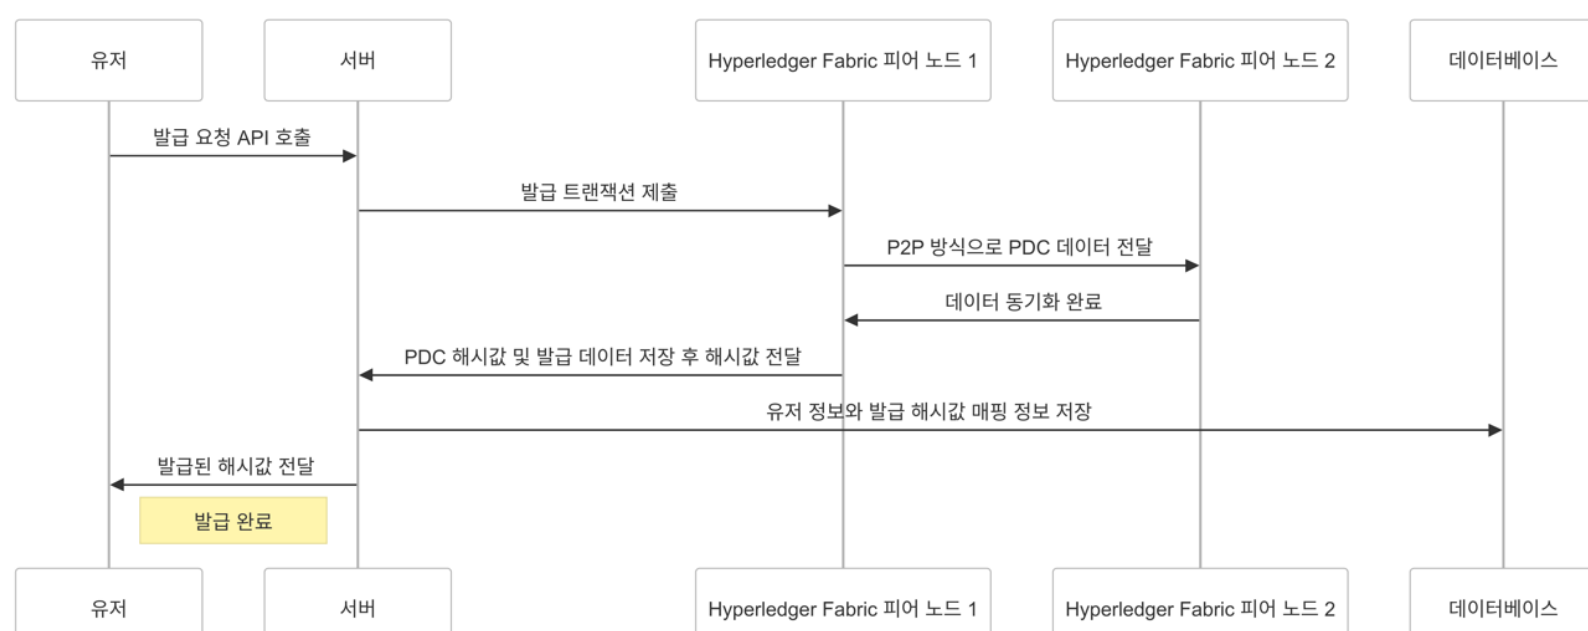 유저
서버
Hyperledger Fabric 피어 노드 1
Hyperledger Fabric 피어 노드 2
데이터베이스
발급 요청 API 호출
발급 트랜잭션 제출
P2P 방식으로 PDC 데이터 전달
데이터 동기화 완료
PDC 해시값 및 발급 데이터 저장 후 해시값 전달
유저 정보와 발급 해시값 매핑 정보 저장
발급된 해시값 전달
발급 완료
유저
서버
Hyperledger Fabric 피어 노드 1
Hyperledger Fabric 피어 노드 2
데이터베이스